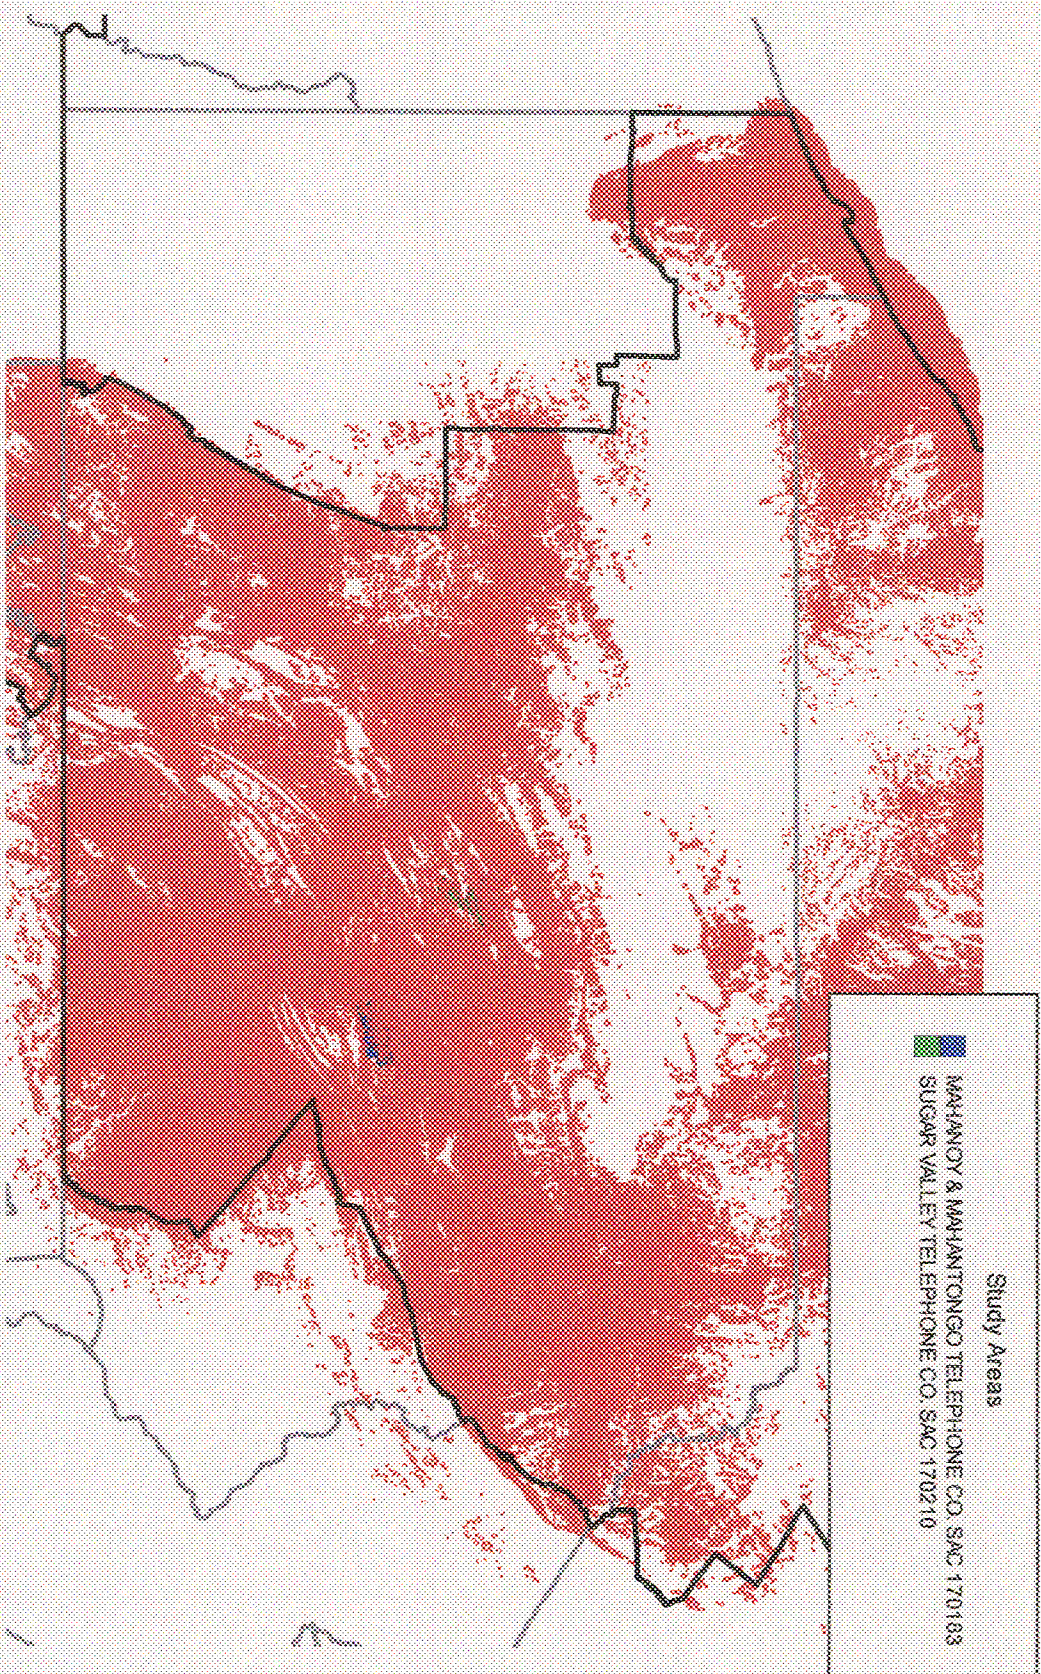 Study Areas
MAHANOY & MAHANTONGO TELEPHONE CO. SAC 170183
SUGAR VALLEY TELEPHONE CO. SAC 170210